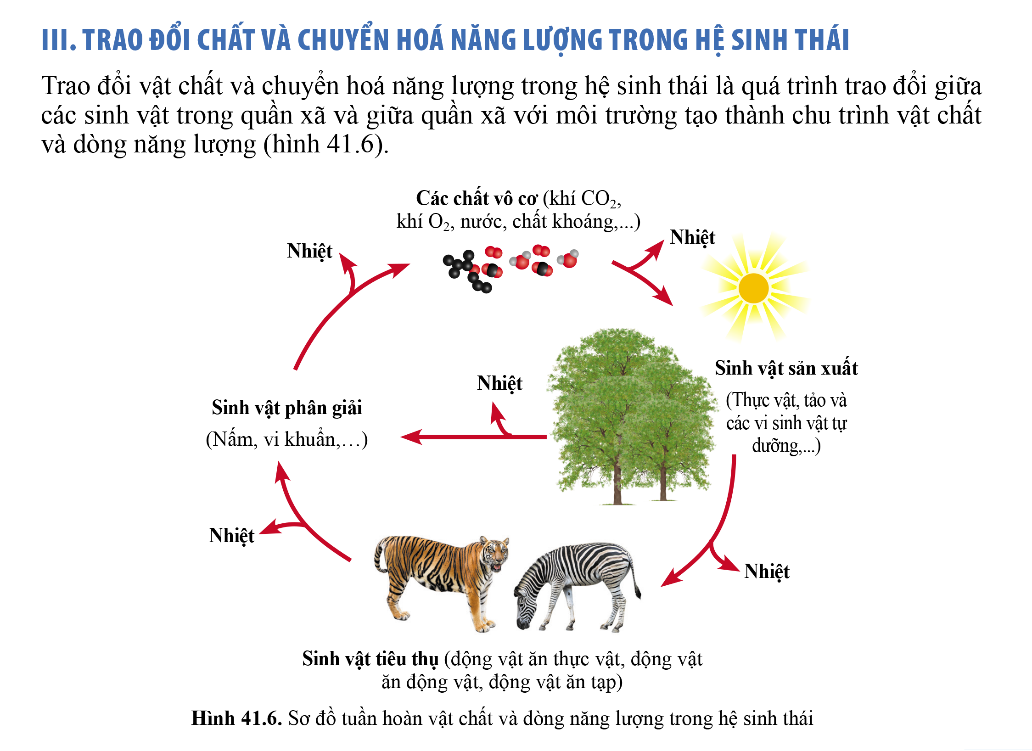 III. TRAO ĐỔI CHẤT VÀ CHUYỂN HOÁ NĂNG LƯỢNG TRONG HỆ SINH THÁI
Trao đổi vật chất và chuyển hoá năng lượng trong hệ sinh thái là quá trình trao đổi giữa
các sinh vật trong quần xã và giữa quần xã với môi trường tạo thành chu trình vật chất
và dòng năng lượng (hình 41.6).
Các chất vô cơ (khí CO₂,
khí O₂, nước, chất khoáng,...)
Nhiệt
Nhiệt
Sinh vật sản xuất
(Thực vật, tảo và
các vi sinh vật tự
dưỡng,...)
Nhiệt
Sinh vật phân giải
(Nấm, vi khuẩn,…)
Nhiệt
Nhiệt
Sinh vật tiêu thụ (động vật ăn thực vật, động vật
ăn động vật, động vật ăn tạp)
Hình 41.6. Sơ đồ tuần hoàn vật chất và dòng năng lượng trong hệ sinh thái